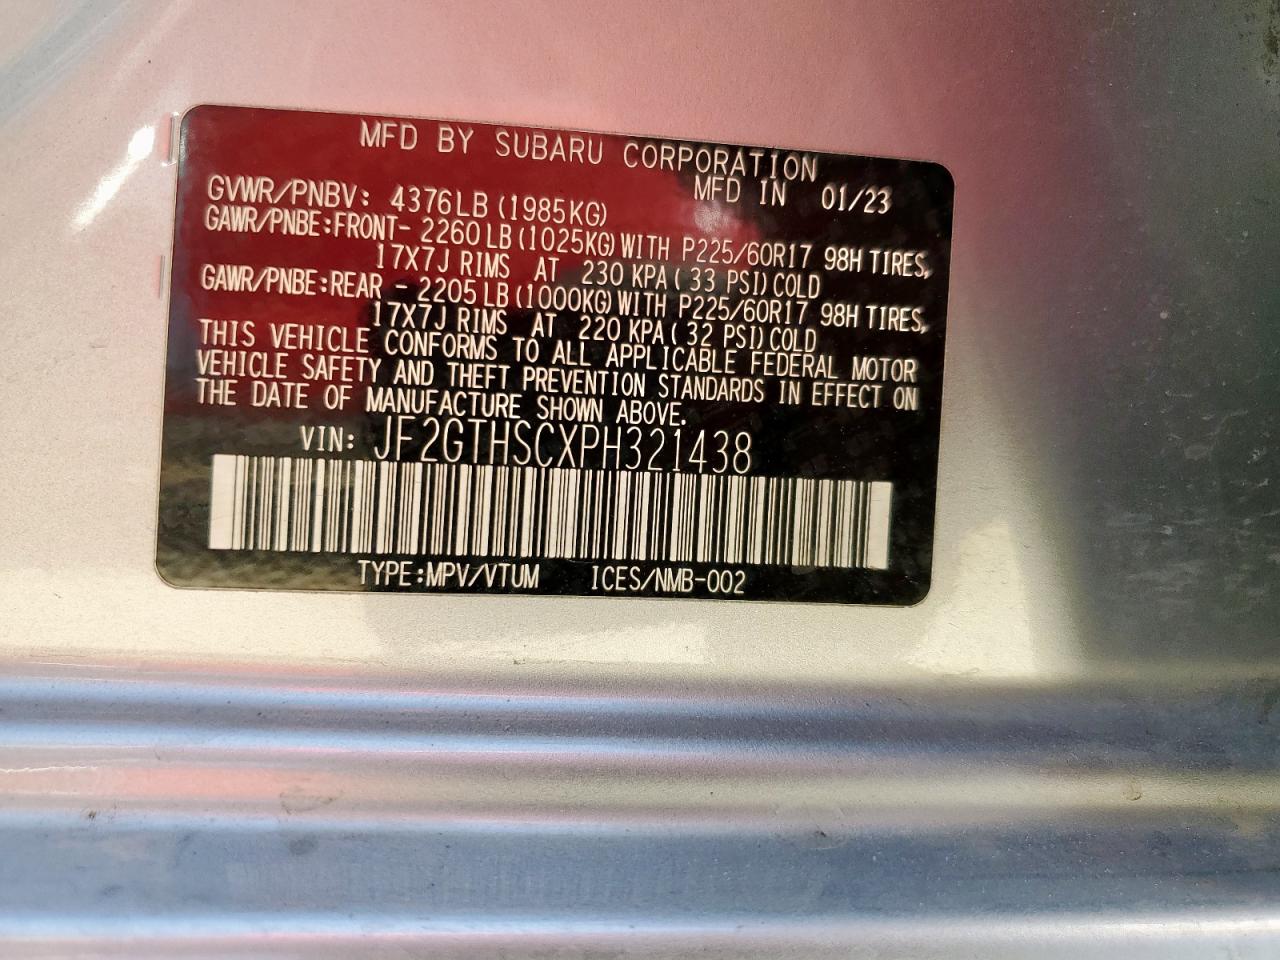 MFD BY SUBARU CORPORATION
MFD IN 01/23
GVWR/PNBV: 4376LB (1985KG)
GAWR/PNBE:FRONT- 2260LB (1025KG) WITH P225/60R17 98H TIRES,
17X7J RIMS AT 230 KPA ( 33 PSI) COLD
GAWR/PNBE:REAR - 2205LB (1000KG) WITH P225/60R17 98H TIRES,
17X7J RIMS AT 220 KPA ( 32 PSI) COLD
THIS VEHICLE CONFORMS TO ALL APPLICABLE FEDERAL MOTOR
VEHICLE SAFETY AND THEFT PREVENTION STANDARDS IN EFFECT ON
THE DATE OF MANUFACTURE SHOWN ABOVE.
VIN: JF2GTHSCXPH321438
TYPE:MPV/VTUM ICES/NMB-002